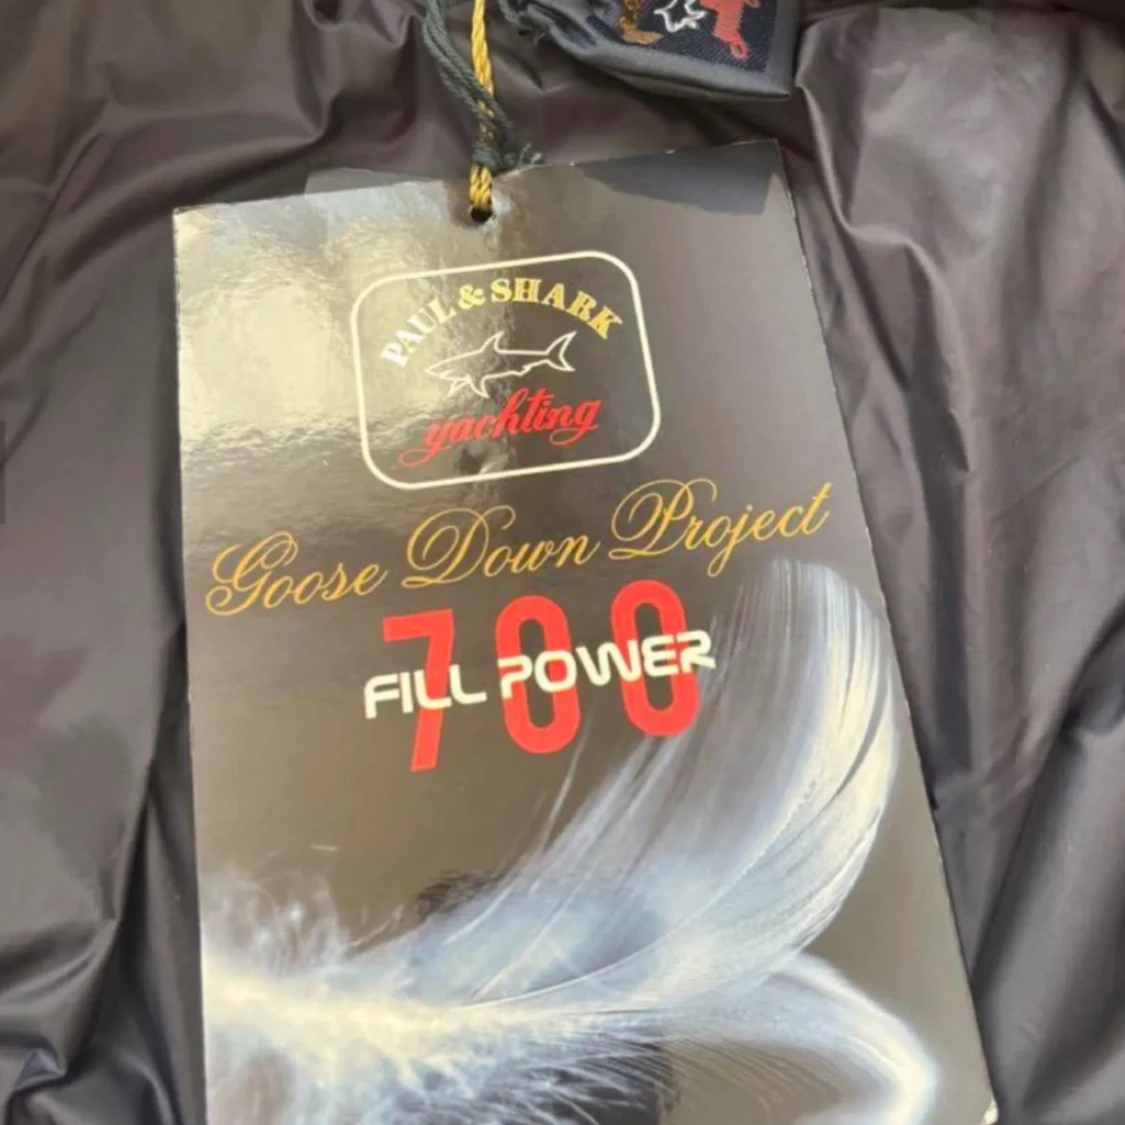 PAUL & SHARK
yachting
Goose Down Project
700
FILL POWER